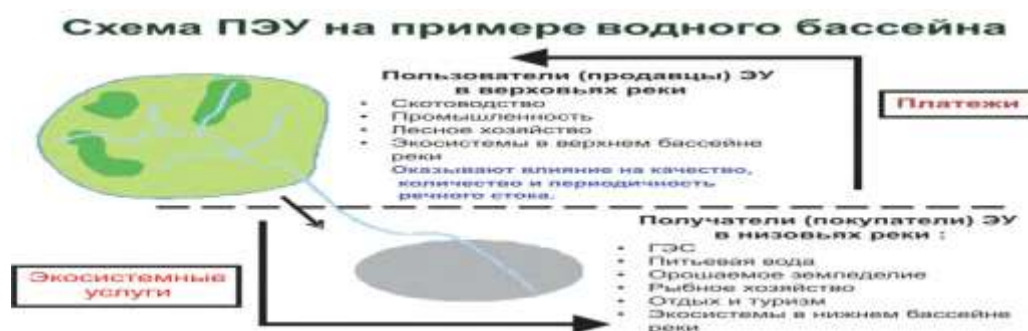 Схема ПЭУ на примере водного бассейна
Пользователи (продавцы) ЭУ
в верховьях реки
• Скотоводство
• Промышленность
• Лесное хозяйство
• Экосистемы в верхнем бассейне
реки
Оказывают влияние на качество,
количество и периодичность
речного стока.
Платежи
Получатели (покупатели) ЭУ
в низовьях реки :
• ГЭС
• Питьевая вода
• Орошаемое земледелие
• Рыбное хозяйство
• Отдых и туризм
• Экосистемы в нижнем бассейне
реки
Экосистемные
услуги